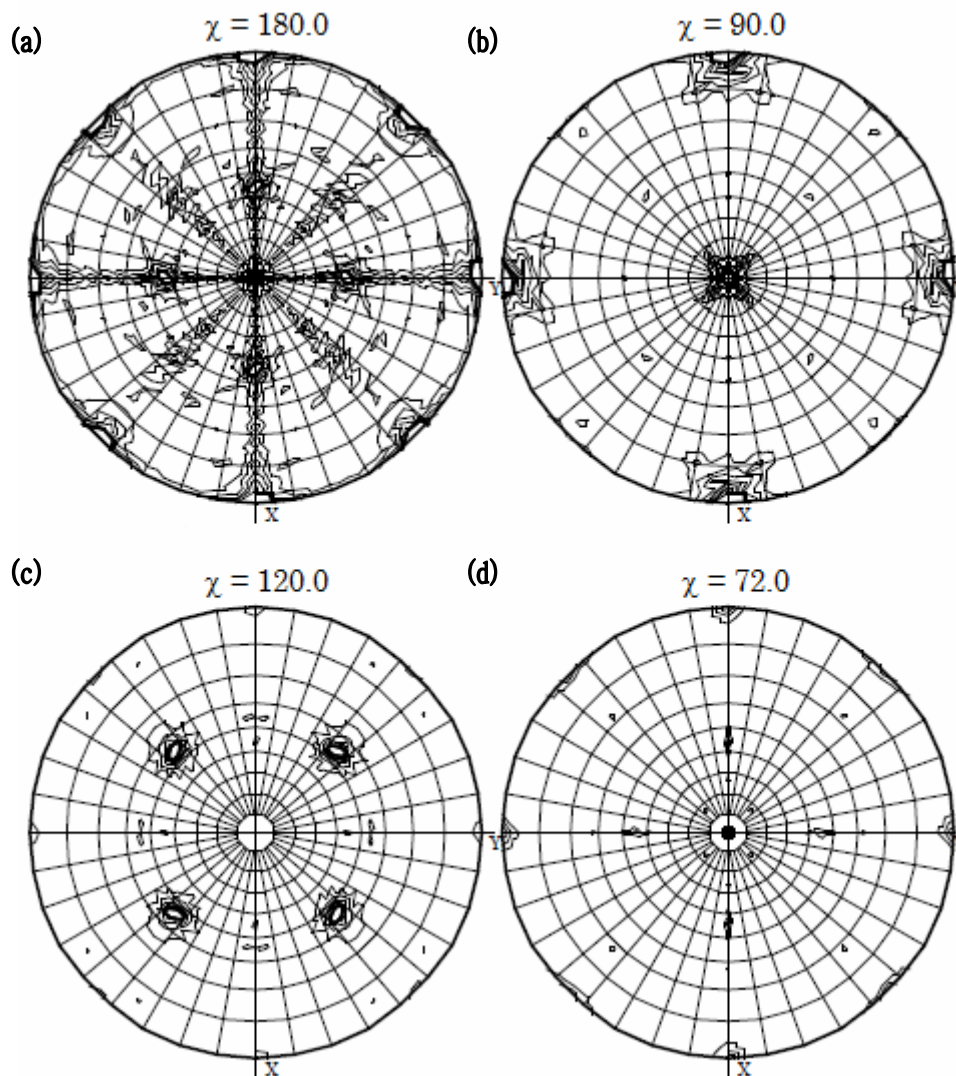 (a)
χ = 180.0
(b)
χ = 90.0
Y
X
X
(c)
χ = 120.0
(d)
χ = 72.0
Y
X
X